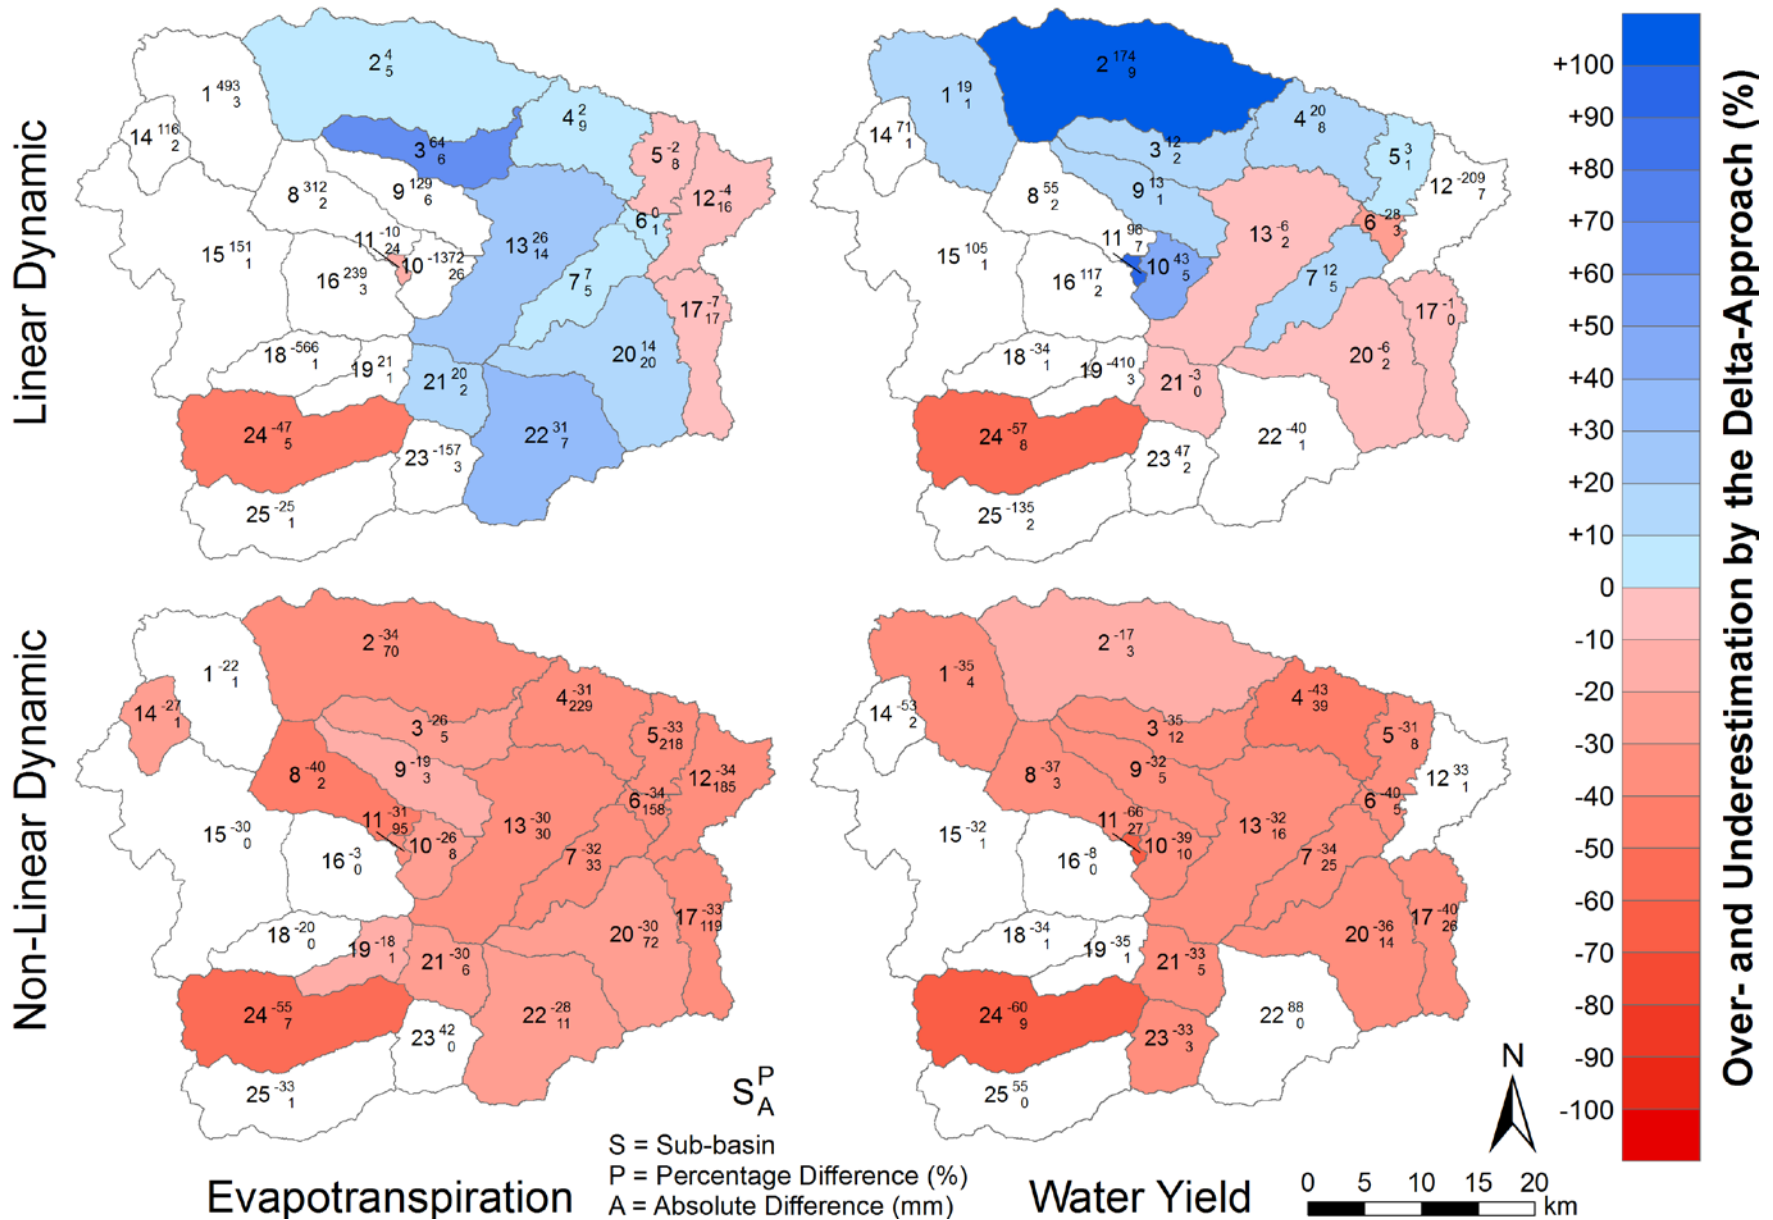 Linear Dynamic
1 493 3
2 4 5
3 64 6
4 2 9
5 -2 8
6 0 1
7 7 5
8 312 2
9 129 6
10 -1372 26
11 -10 24
12 -4 16
13 26 14
14 116 2
15 151 1
16 239 3
17 -7 17
18 -566 1
19 21 1
20 14 20
21 20 2
22 31 7
23 -157 3
24 -47 5
25 -25 1
1 19 1
2 174 9
3 12 2
4 20 8
5 3 1
6 -28 3
7 12 5
8 55 2
9 13 1
10 43 5
11 96 7
12 -209 7
13 -6 2
14 71 1
15 105 1
16 117 2
17 -1 0
18 -34 1
19 -410 3
20 -6 2
21 -3 0
22 -40 1
23 47 2
24 -57 8
25 -135 2
Non-Linear Dynamic
1 -22 1
2 -34 70
3 -26 5
4 -31 229
5 -33 218
6 -34 158
7 -32 33
8 -40 2
9 -19 3
10 -26 8
11 -31 95
12 -34 185
13 -30 30
14 -27 1
15 -30 0
16 -3 0
17 -33 119
18 -20 0
19 -18 1
20 -30 72
21 -30 6
22 -28 11
23 42 0
24 -55 7
25 -33 1
1 -35 4
2 -17 3
3 -35 12
4 -43 39
5 -31 8
6 -40 5
7 -34 25
8 -37 3
9 -32 5
10 -39 10
11 -66 27
12 33 1
13 -32 16
14 -53 2
15 -32 1
16 -8 0
17 -40 26
18 -34 1
19 -35 1
20 -36 14
21 -33 5
22 88 0
23 -33 3
24 -60 9
25 55 0
Evapotranspiration
S P A
S = Sub-basin
P = Percentage Difference (%)
A = Absolute Difference (mm)
Water Yield
N
0 5 10 15 20
km
+100
+90
+80
+70
+60
+50
+40
+30
+20
+10
0
-10
-20
-30
-40
-50
-60
-70
-80
-90
-100
Over- and Underestimation by the Delta-Approach (%)